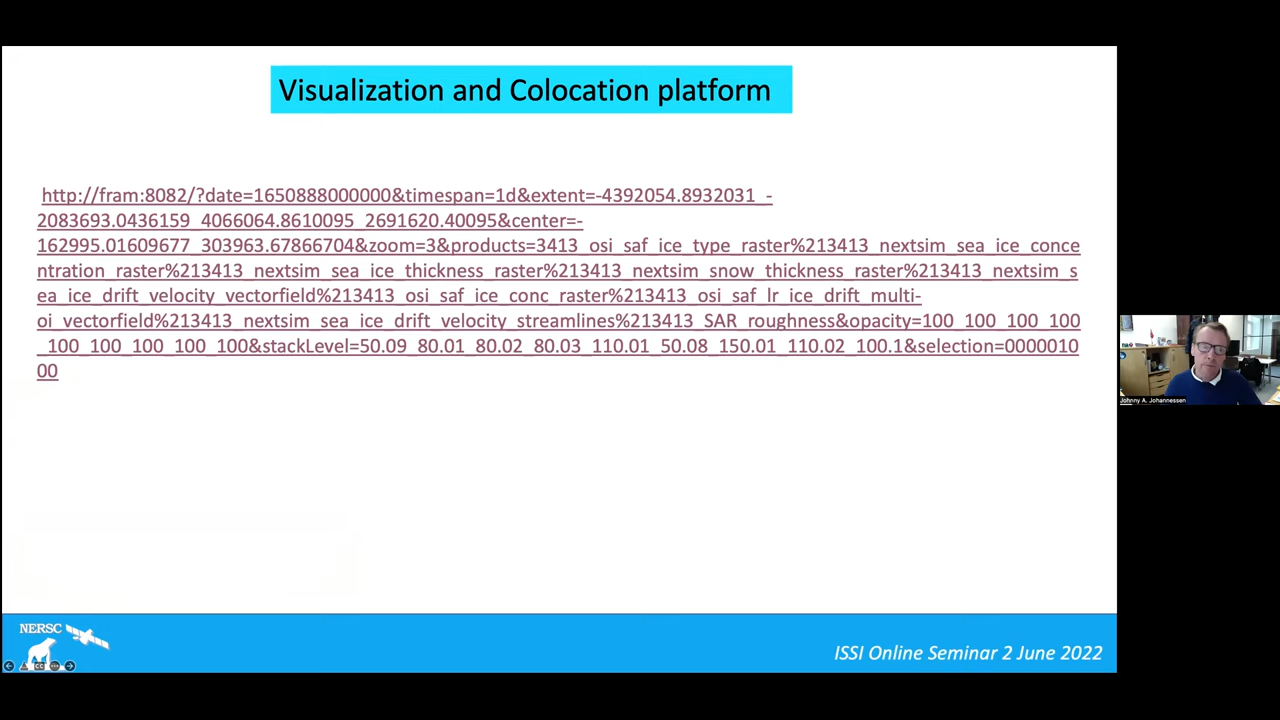 Visualization and Colocation platform
http://fram:8082/?date=1650888000000&timespan=1d&extent=-4392054.8932031_-
2083693.0436159_4066064.8610095_2691620.40095&center=-
162995.01609677_303963.67866704&zoom=3&products=3413_osi_saf_ice_type_raster%213413_nextsim_sea_ice_conce
ntration_raster%213413_nextsim_sea_ice_thickness_raster%213413_nextsim_snow_thickness_raster%213413_nextsim_s
ea_ice_drift_velocity_vectorfield%213413_osi_saf_ice_conc_raster%213413_osi_saf_lr_ice_drift_multi-
oi_vectorfield%213413_nextsim_sea_ice_drift_velocity_streamlines%213413_SAR_roughness&opacity=100_100_100_100
_100_100_100_100_100&stackLevel=50.09_80.01_80.02_80.03_110.01_50.08_150.01_110.02_100.1&selection=0000010
00
Johnny A. Johannessen
NERSC
ISSI Online Seminar 2 June 2022